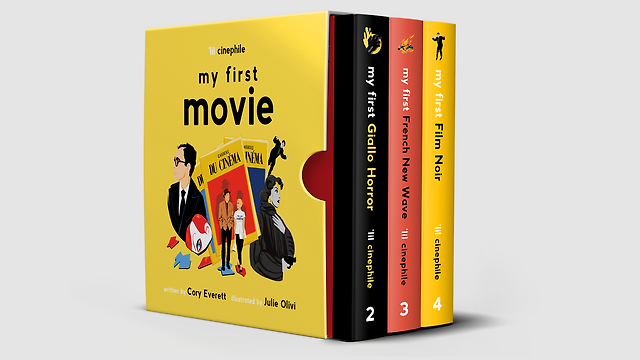 'lil cinephile
my first
movie
CAHIERS
DU CINÉMA
written by Cory Everett illustrated by Julie Olivi
my first Giallo Horror 'lil cinephile 2
my first French New Wave 'lil cinephile 3
my first Film Noir 'lil cinephile 4